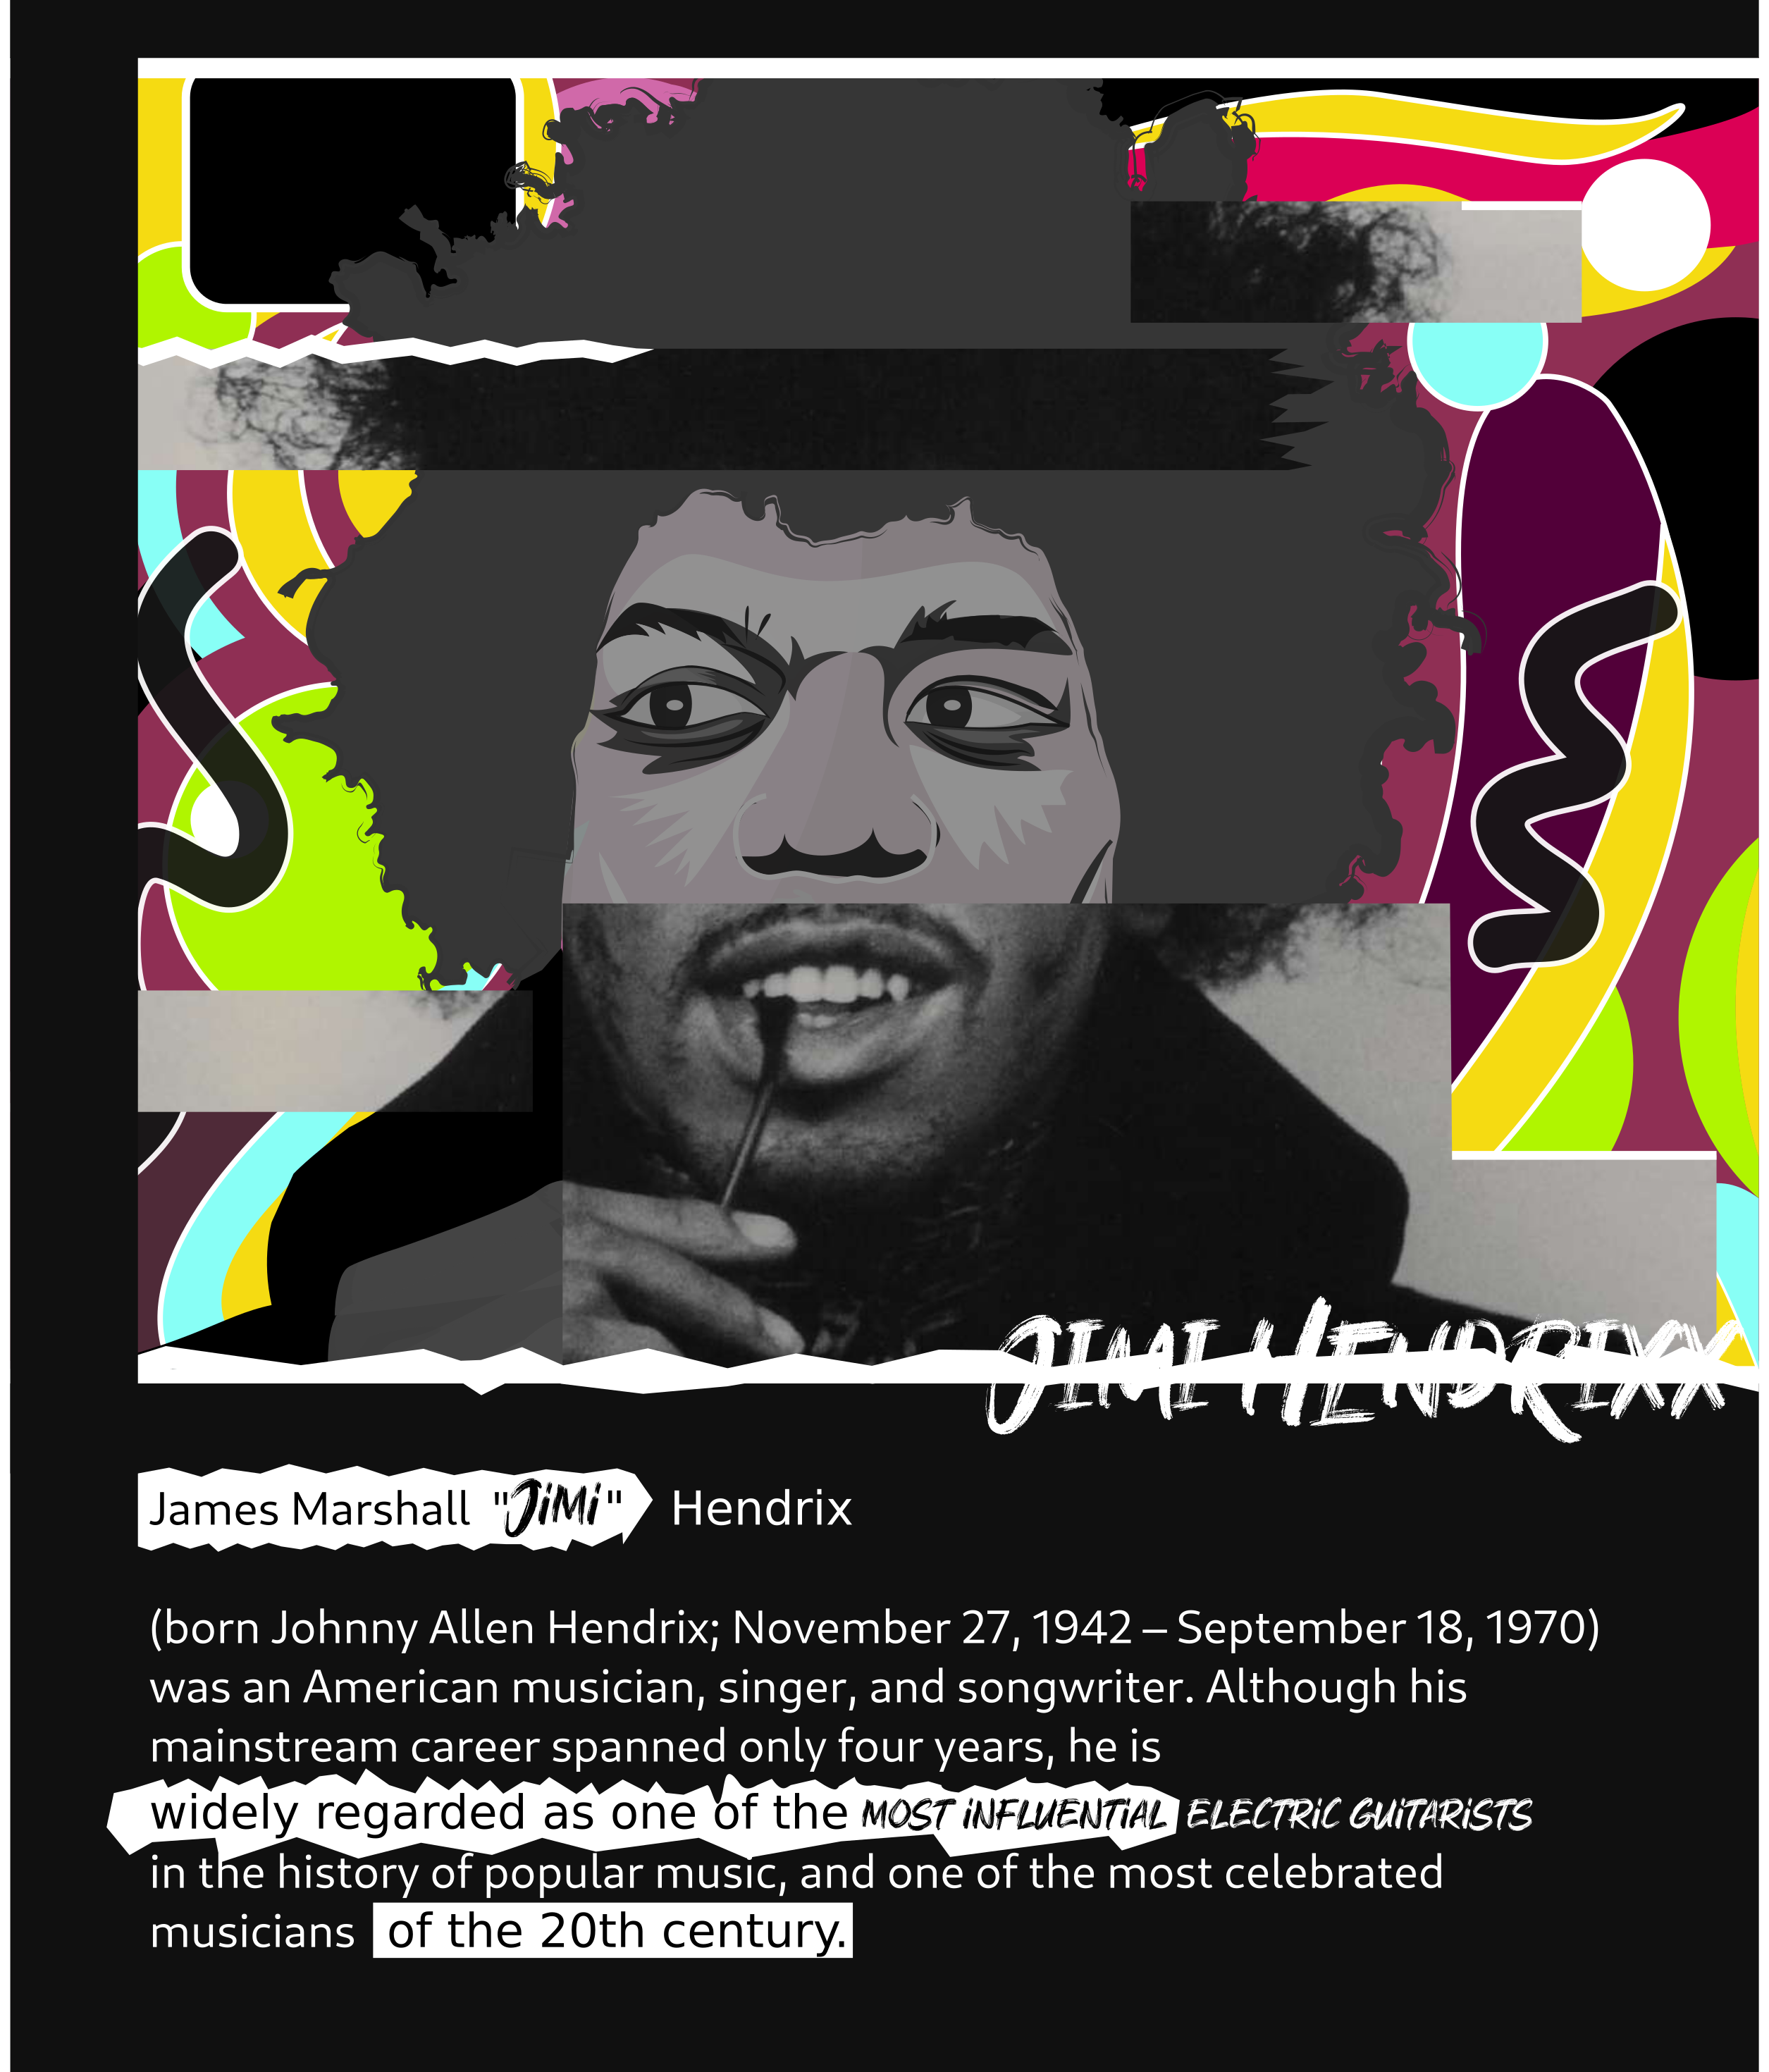 JIMI HENDRIXX
James Marshall "JiMi" Hendrix
(born Johnny Allen Hendrix; November 27, 1942 – September 18, 1970)
was an American musician, singer, and songwriter. Although his
mainstream career spanned only four years, he is
widely regarded as one of the MOST iNFLUENTiAL ELECTRiC GUiTARiSTS
in the history of popular music, and one of the most celebrated
musicians of the 20th century.